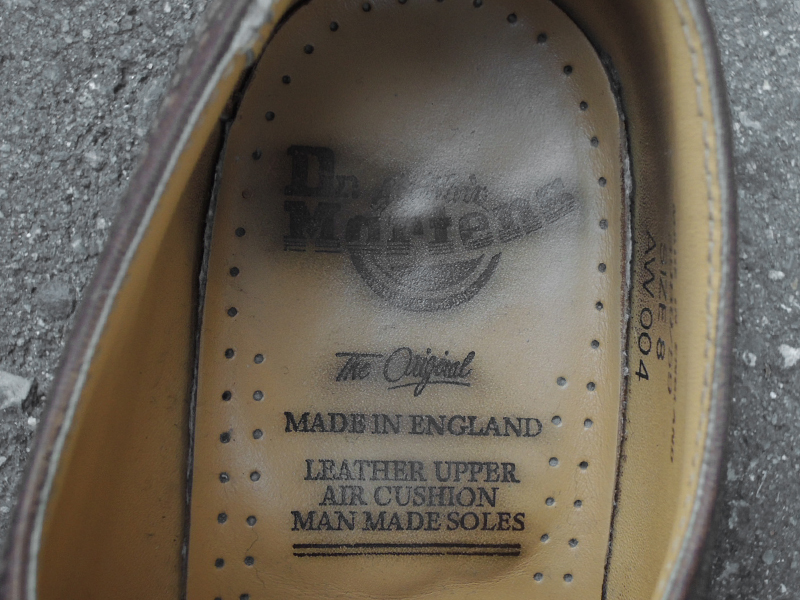 Dr
Martens
The Original
MADE IN ENGLAND
LEATHER UPPER
AIR CUSHION
MAN MADE SOLES
SIZE 8
AW 004